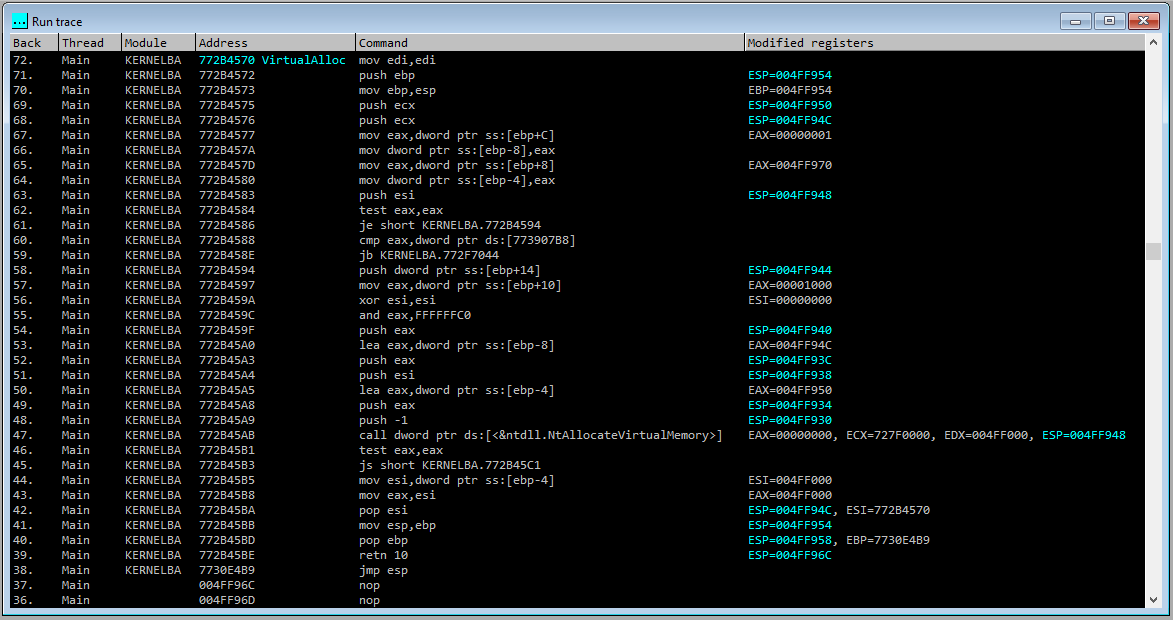 ... Run trace
Back Thread Module Address Command Modified registers
72. Main KERNELBA 772B4570 VirtualAlloc mov edi,edi
71. Main KERNELBA 772B4572 push ebp ESP=004FF954
70. Main KERNELBA 772B4573 mov ebp,esp EBP=004FF954
69. Main KERNELBA 772B4575 push ecx ESP=004FF950
68. Main KERNELBA 772B4576 push ecx ESP=004FF94C
67. Main KERNELBA 772B4577 mov eax,dword ptr ss:[ebp+C] EAX=00000001
66. Main KERNELBA 772B457A mov dword ptr ss:[ebp-8],eax
65. Main KERNELBA 772B457D mov eax,dword ptr ss:[ebp+8] EAX=004FF970
64. Main KERNELBA 772B4580 mov dword ptr ss:[ebp-4],eax
63. Main KERNELBA 772B4583 push esi ESP=004FF948
62. Main KERNELBA 772B4584 test eax,eax
61. Main KERNELBA 772B4586 je short KERNELBA.772B4594
60. Main KERNELBA 772B4588 cmp eax,dword ptr ds:[773907B8]
59. Main KERNELBA 772B458E jb KERNELBA.772F7044
58. Main KERNELBA 772B4594 push dword ptr ss:[ebp+14] ESP=004FF944
57. Main KERNELBA 772B4597 mov eax,dword ptr ss:[ebp+10] EAX=00001000
56. Main KERNELBA 772B459A xor esi,esi ESI=00000000
55. Main KERNELBA 772B459C and eax,FFFFFFC0
54. Main KERNELBA 772B459F push eax ESP=004FF940
53. Main KERNELBA 772B45A0 lea eax,dword ptr ss:[ebp-8] EAX=004FF94C
52. Main KERNELBA 772B45A3 push eax ESP=004FF93C
51. Main KERNELBA 772B45A4 push esi ESP=004FF938
50. Main KERNELBA 772B45A5 lea eax,dword ptr ss:[ebp-4] EAX=004FF950
49. Main KERNELBA 772B45A8 push eax ESP=004FF934
48. Main KERNELBA 772B45A9 push -1 ESP=004FF930
47. Main KERNELBA 772B45AB call dword ptr ds:[<&ntdll.NtAllocateVirtualMemory>] EAX=00000000, ECX=727F0000, EDX=004FF000, ESP=004FF948
46. Main KERNELBA 772B45B1 test eax,eax
45. Main KERNELBA 772B45B3 js short KERNELBA.772B45C1
44. Main KERNELBA 772B45B5 mov esi,dword ptr ss:[ebp-4] ESI=004FF000
43. Main KERNELBA 772B45B8 mov eax,esi EAX=004FF000
42. Main KERNELBA 772B45BA pop esi ESP=004FF94C, ESI=772B4570
41. Main KERNELBA 772B45BB mov esp,ebp ESP=004FF954
40. Main KERNELBA 772B45BD pop ebp ESP=004FF958, EBP=7730E4B9
39. Main KERNELBA 772B45BE retn 10 ESP=004FF96C
38. Main KERNELBA 7730E4B9 jmp esp
37. Main 004FF96C nop
36. Main 004FF96D nop